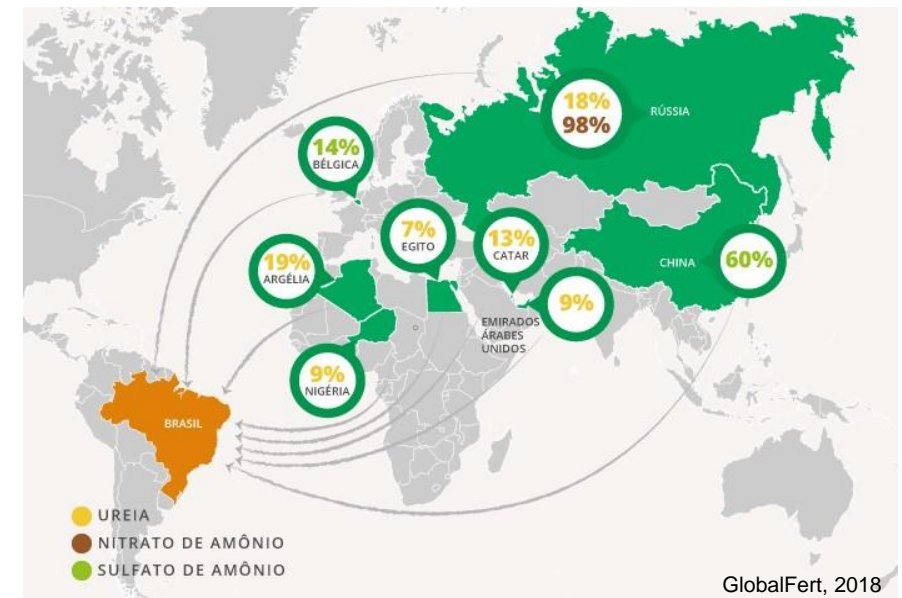 18%
98%
RÚSSIA
14%
BÉLGICA
7%
EGITO
13%
CATAR
19%
ARGÉLIA
CHINA
60%
9%
EMIRADOS
ÁRABES
UNIDOS
9%
NIGÉRIA
BRASIL
UREIA
NITRATO DE AMÔNIO
SULFATO DE AMÔNIO
GlobalFert, 2018